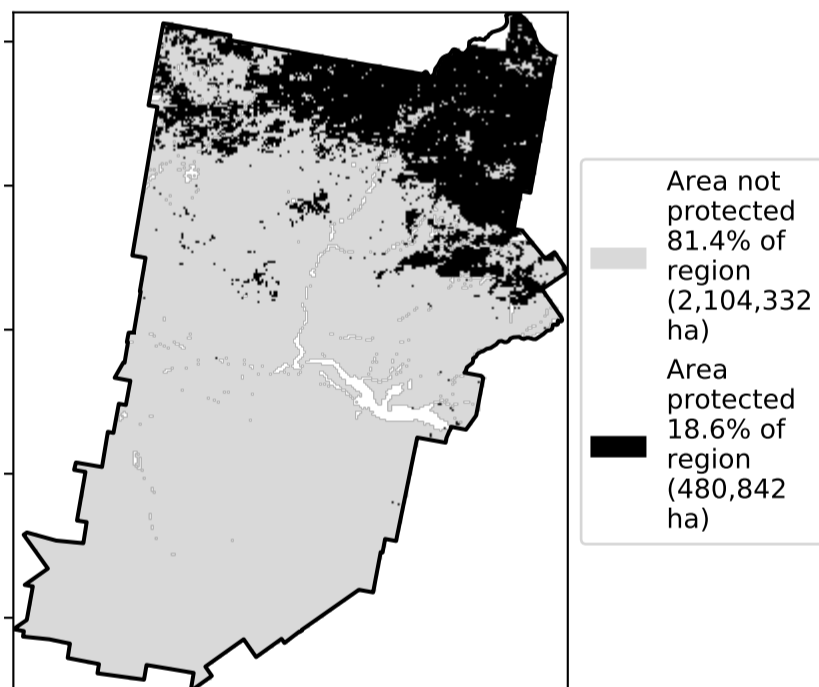 Area not
protected
81.4% of
region
(2,104,332
ha)
Area
protected
18.6% of
region
(480,842
ha)